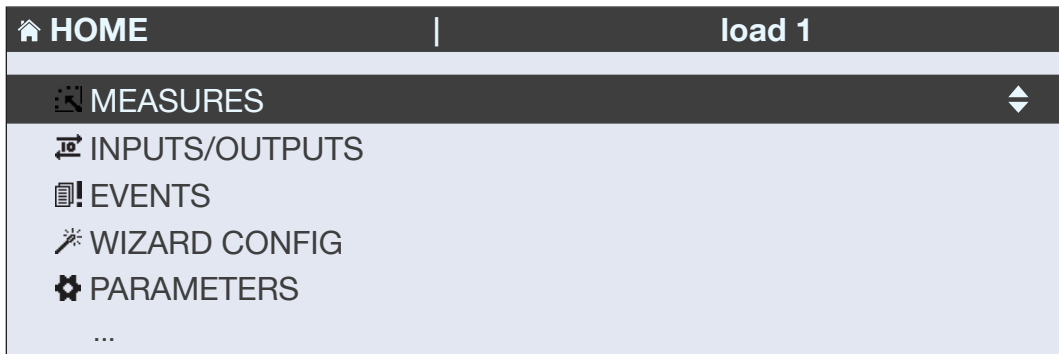 HOME | load 1
MEASURES
INPUTS/OUTPUTS
EVENTS
WIZARD CONFIG
PARAMETERS
...